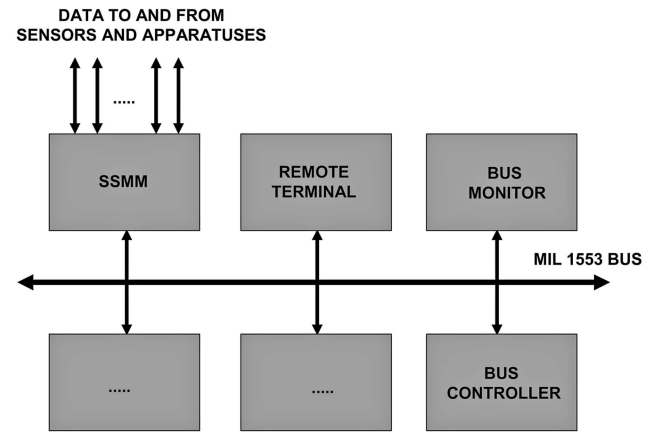 DATA TO AND FROM
SENSORS AND APPARATUSES
.....
SSMM
REMOTE
TERMINAL
BUS
MONITOR
MIL 1553 BUS
.....
.....
BUS
CONTROLLER